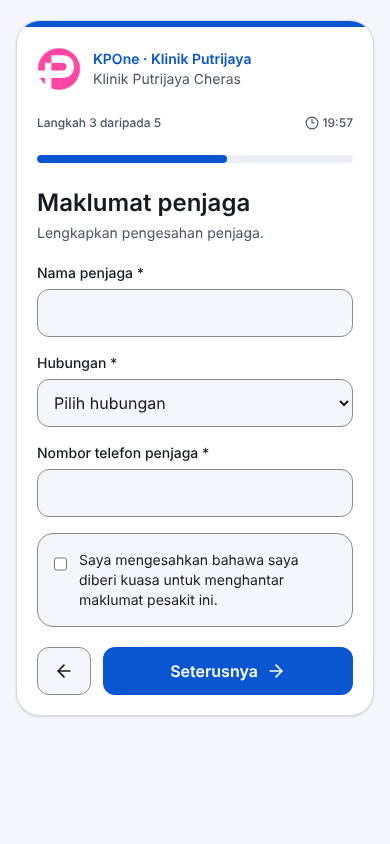 KPOne · Klinik Putrijaya
Klinik Putrijaya Cheras
Langkah 3 daripada 5
19:57
Maklumat penjaga
Lengkapkan pengesahan penjaga.
Nama penjaga *
Hubungan *
Pilih hubungan
Nombor telefon penjaga *
Saya mengesahkan bahawa saya
diberi kuasa untuk menghantar
maklumat pesakit ini.
Seterusnya